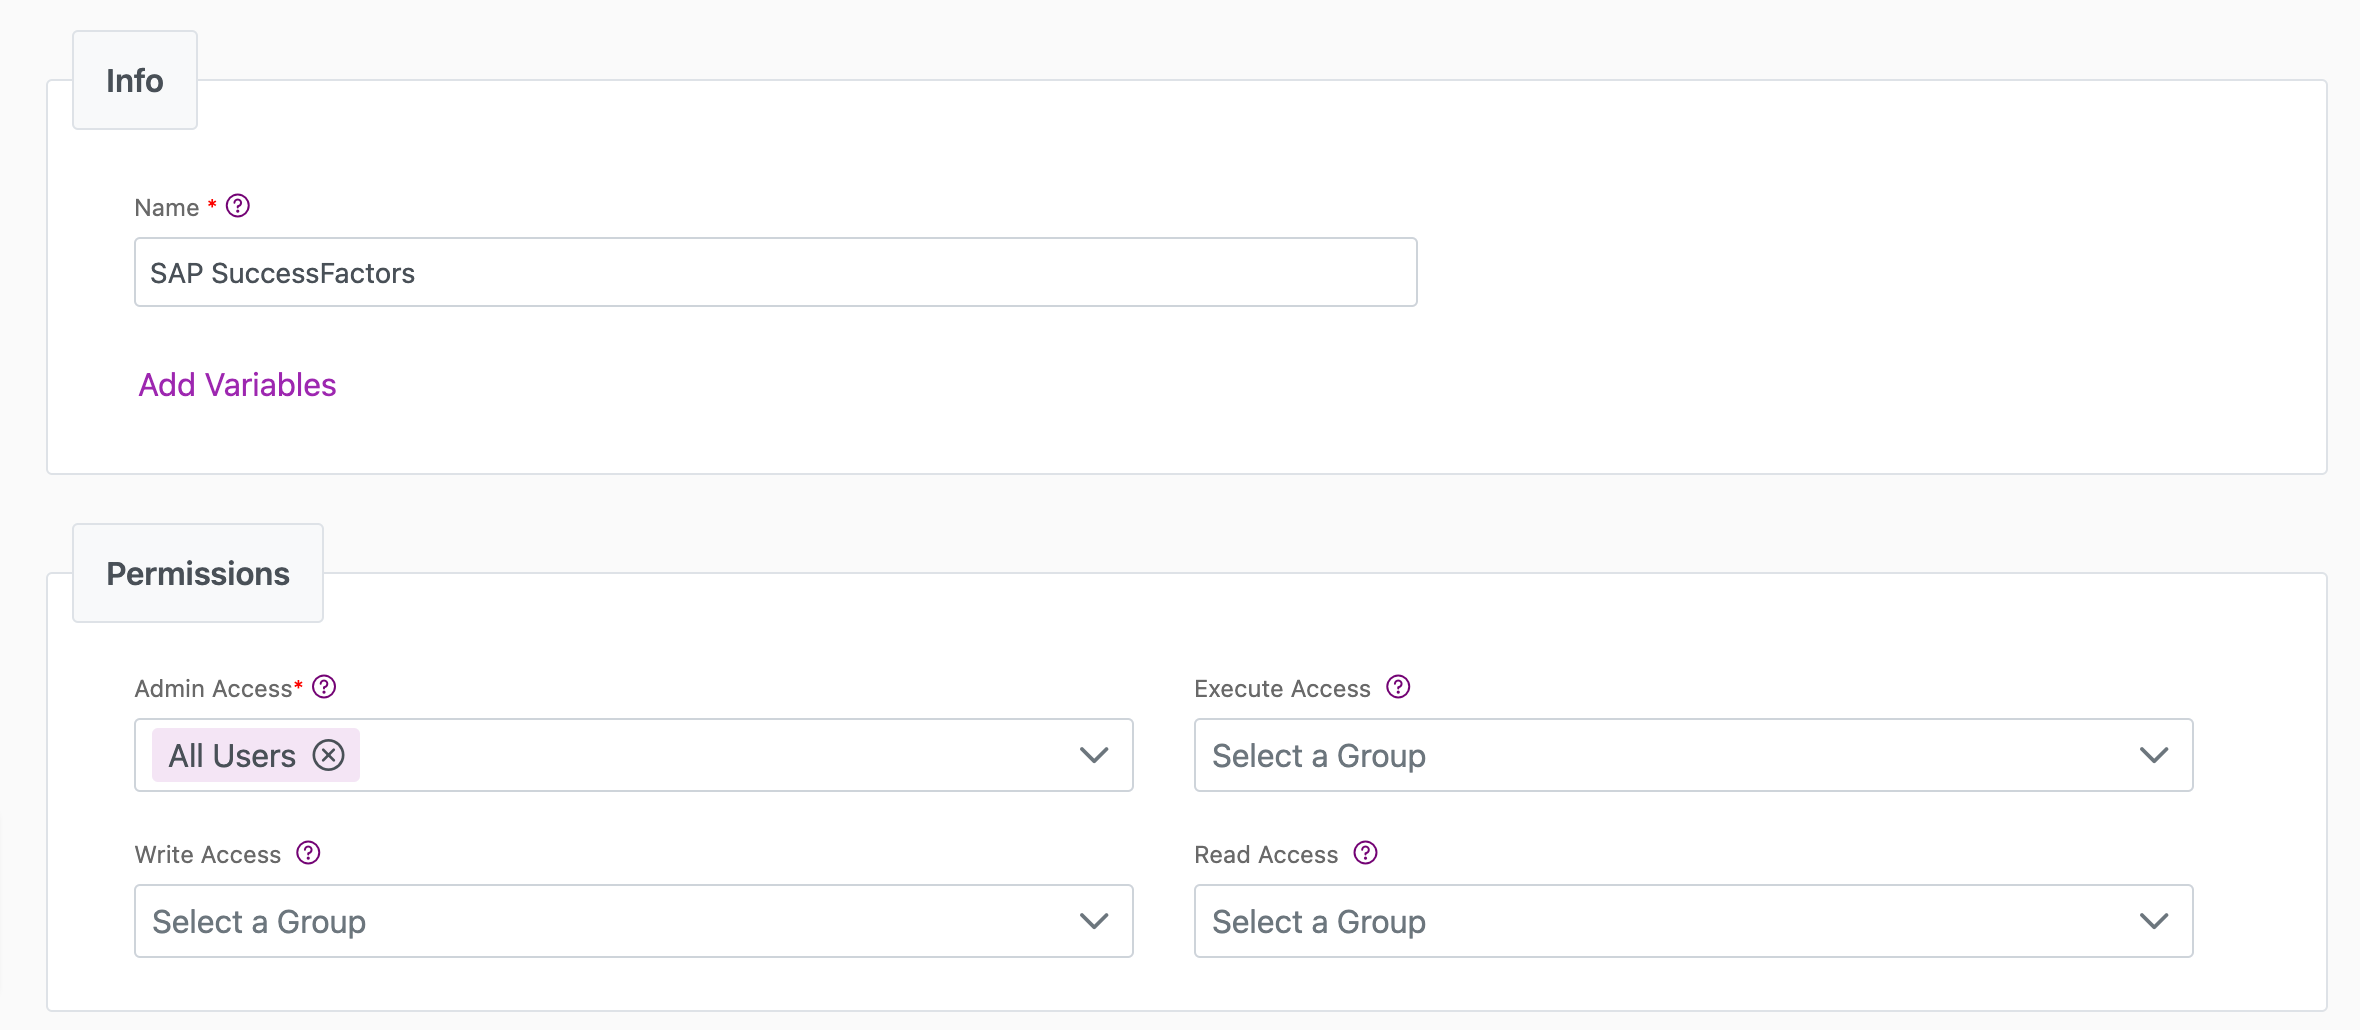 Info
Name *
SAP SuccessFactors
Add Variables
Permissions
Admin Access*
Execute Access
All Users
Select a Group
Write Access
Read Access
Select a Group
Select a Group